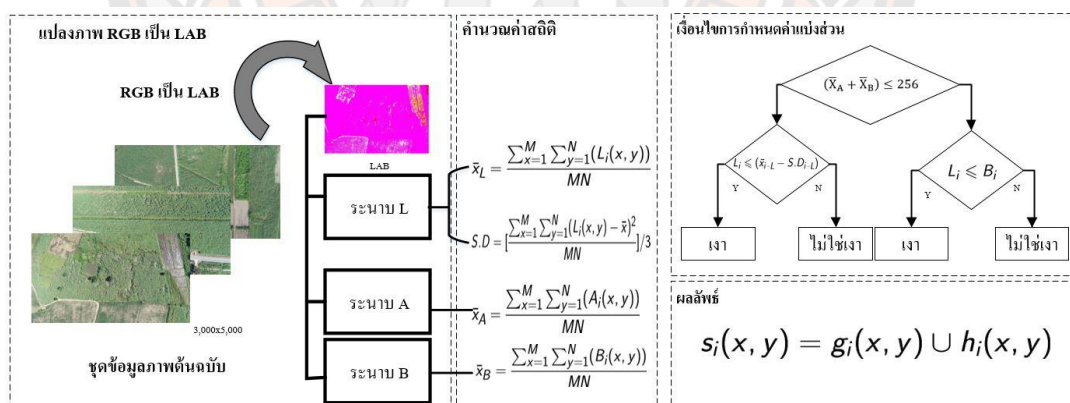 แปลงภาพ RGB เป็น LAB
RGB เป็น LAB
3,000x5,000
ชุดข้อมูลภาพต้นฉบับ
LAB
ระนาบ L
ระนาบ A
ระนาบ B
คำนวณค่าสถิติ
x̄_L = \frac{∑_{x=1}^{M} ∑_{y=1}^{N} (L_i(x, y))}{MN}
S.D = [\frac{∑_{x=1}^{M} ∑_{y=1}^{N} (L_i(x,y) − x̄)^2}{MN}]/3
x̄_A = \frac{∑_{x=1}^{M} ∑_{y=1}^{N} (A_i(x, y))}{MN}
x̄_B = \frac{∑_{x=1}^{M} ∑_{y=1}^{N} (B_i(x, y))}{MN}
เงื่อนไขการกำหนดค่าแบ่งส่วน
(X̄_A + X̄_B) ≤ 256
L_i ⩽ (x̄_{i-L} − S.D_{i-L})
Y
N
L_i ⩽ B_i
Y
N
เงา
ไม่ใช่เงา
เงา
ไม่ใช่เงา
ผลลัพธ์
s_i(x, y) = g_i(x, y) ∪ h_i(x, y)